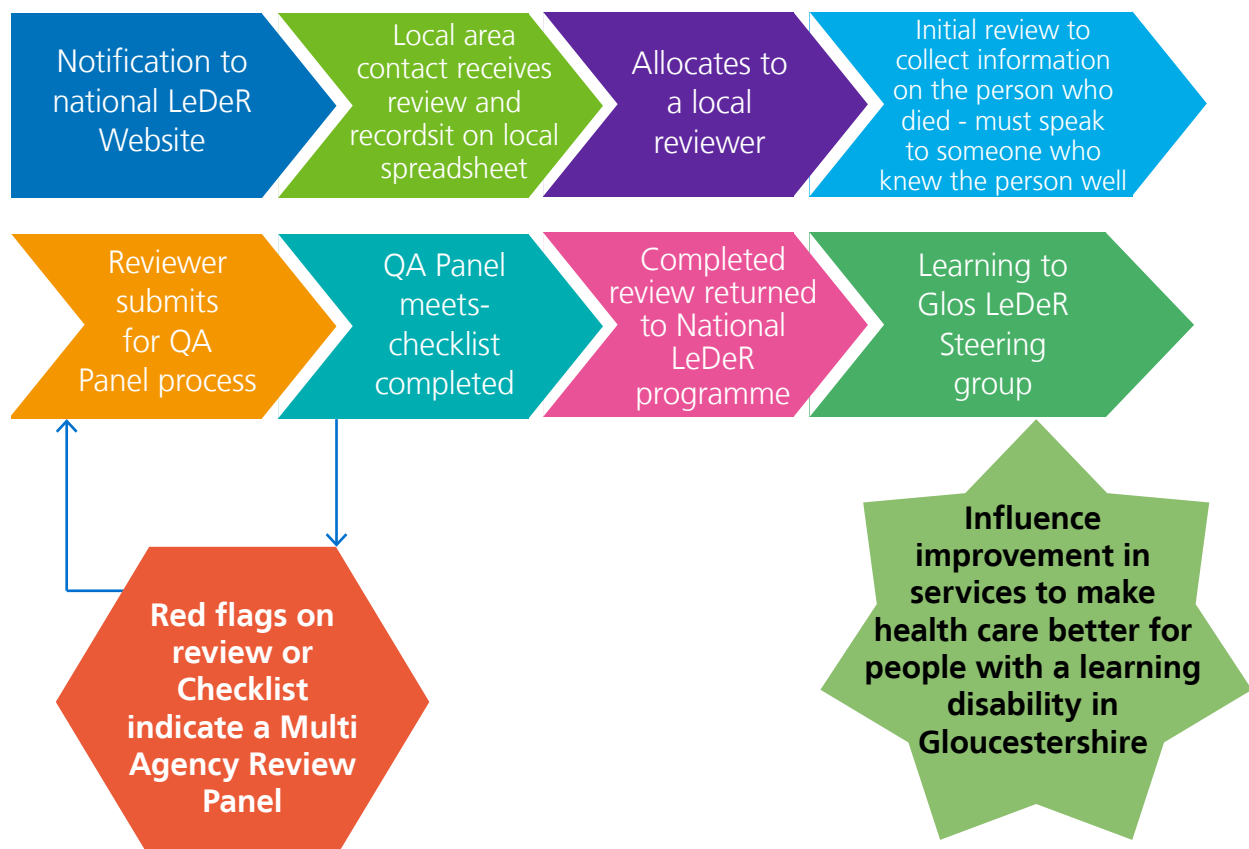 Notification to
national LeDeR
Website
Local area
contact receives
review and
recordsit on local
spreadsheet
Allocates to
a local
reviewer
Initial review to
collect information
on the person who
died - must speak
to someone who
knew the person well
Reviewer
submits
for QA
Panel process
QA Panel
meets-
checklist
completed
Completed
review returned
to National
LeDeR
programme
Learning to
Glos LeDeR
Steering
group
Red flags on
review or
Checklist
indicate a Multi
Agency Review
Panel
Influence
improvement in
services to make
health care better for
people with a learning
disability in
Gloucestershire